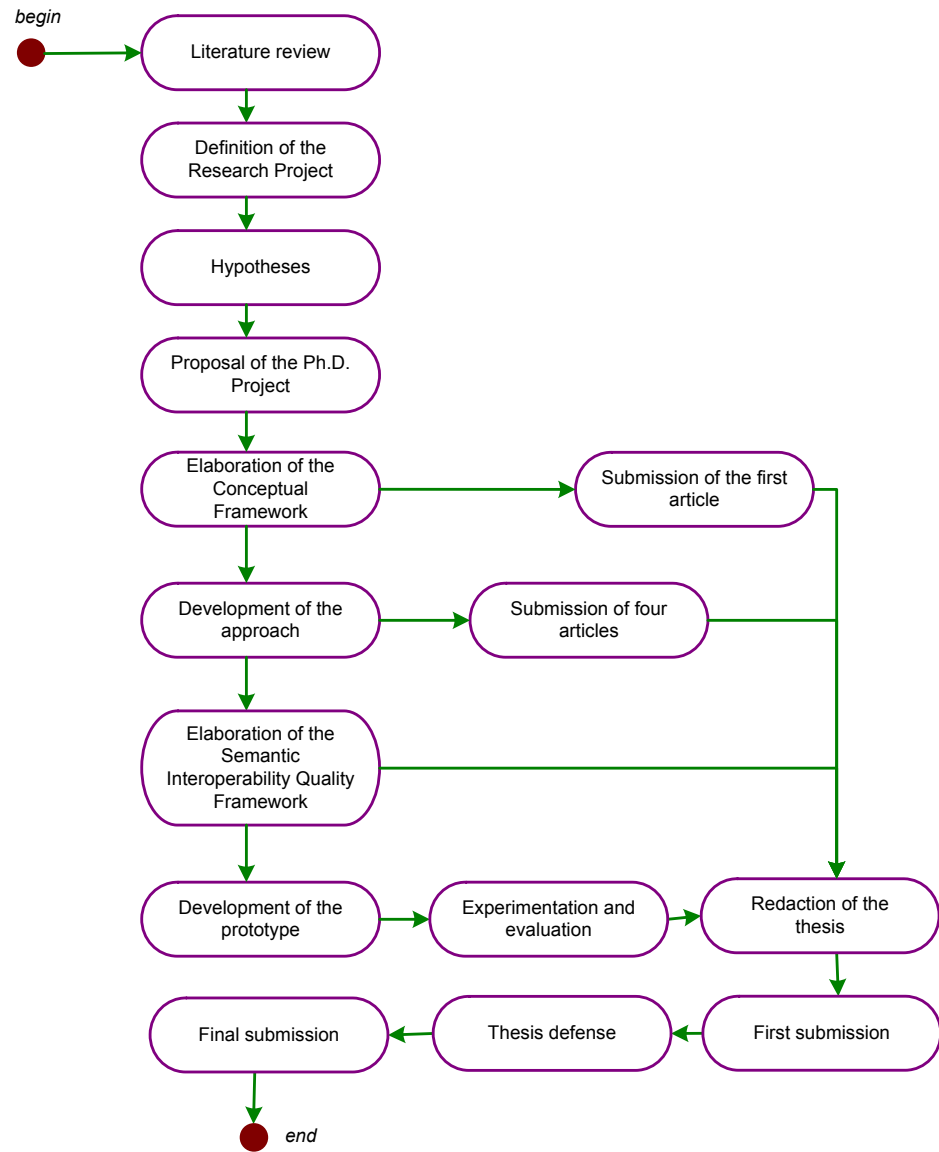 begin
Literature review
Definition of the
Research Project
Hypotheses
Proposal of the Ph.D.
Project
Elaboration of the
Conceptual
Framework
Submission of the first
article
Development of the
approach
Submission of four
articles
Elaboration of the
Semantic
Interoperability Quality
Framework
Development of the
prototype
Experimentation and
evaluation
Redaction of the
thesis
Final submission
Thesis defense
First submission
end